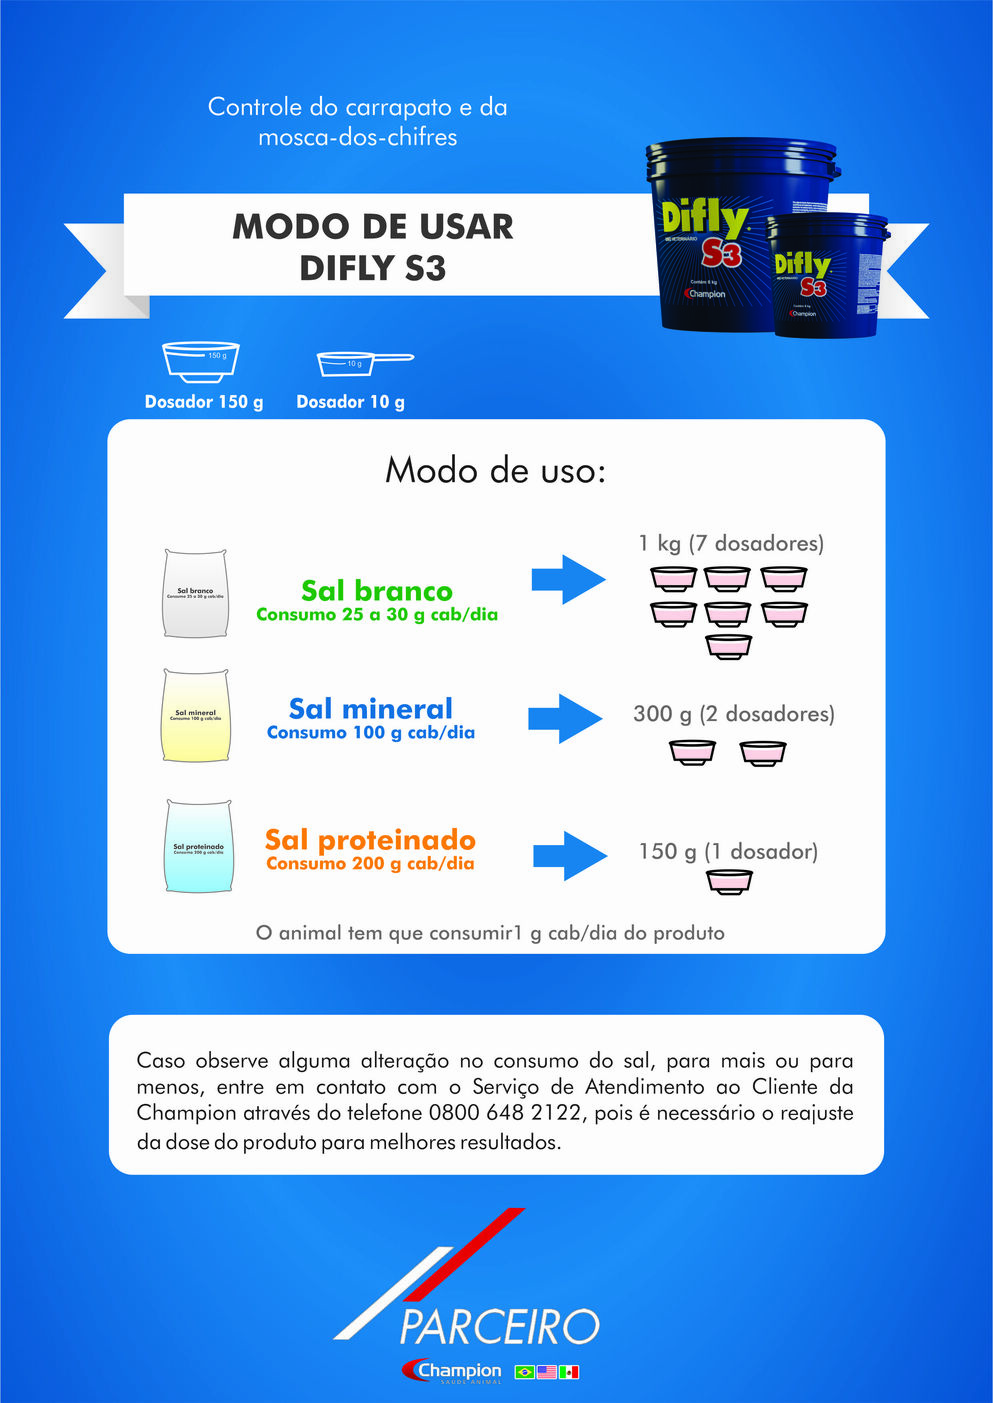 Controle do carrapato e da
mosca-dos-chifres
MODO DE USAR
DIFLY S3
Difly
S3
Contém 8 kg
Champion
Difly
S3
Champion
150 g
10 g
Dosador 150 g
Dosador 10 g
Modo de uso:
Sal branco
Consumo 25 a 30 g cab/dia
Sal branco
Consumo 25 a 30 g cab/dia
1 kg (7 dosadores)
Sal mineral
Consumo 100 g cab/dia
Sal mineral
Consumo 100 g cab/dia
300 g (2 dosadores)
Sal proteinado
Consumo 200 g cab/dia
Sal proteinado
Consumo 200 g cab/dia
150 g (1 dosador)
O animal tem que consumir1 g cab/dia do produto
Caso observe alguma alteração no consumo do sal, para mais ou para
menos, entre em contato com o Serviço de Atendimento ao Cliente da
Champion através do telefone 0800 648 2122, pois é necessário o reajuste
da dose do produto para melhores resultados.
PARCEIRO
Champion
SAÚDE ANIMAL